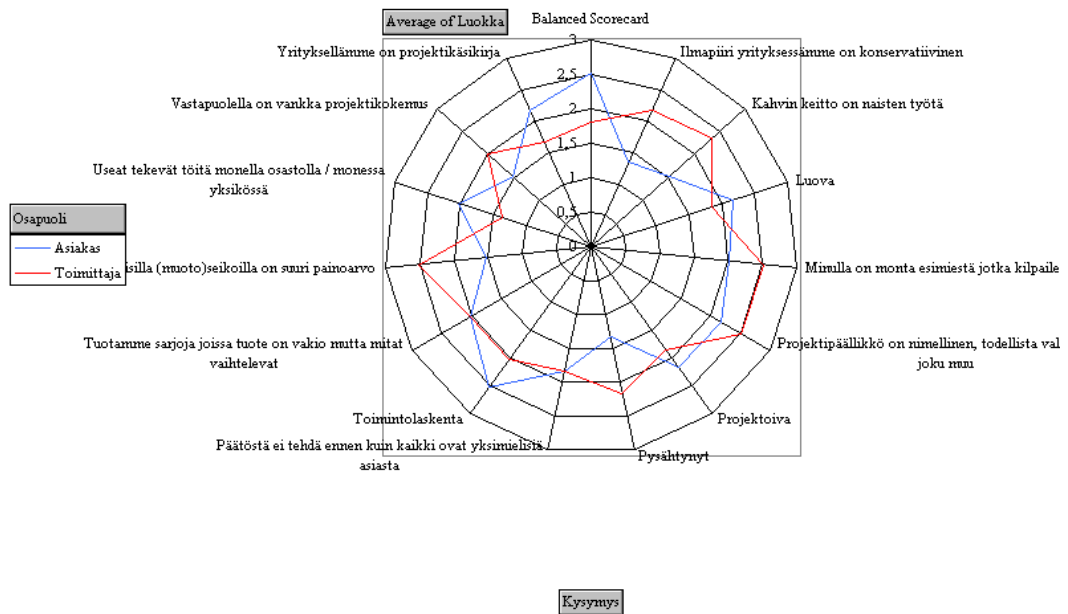 Average of Luokka
Balanced Scorecard
Yrityksellämme on projektikäsikirja
Ilmapiiri yrityksessämme on konservatiivinen
Vastapuolella on vankka projektikokemus
Kahvin keitto on naisten työtä
Useat tekevät töitä monella osastolla / monessa
yksikössä
Luova
Osapuoli
Asiakas
Toimittaja
isilla (muoto)seikoilla on suuri painoarvo
Minulla on monta esimiestä jotka kilpaile
Tuotamme sarjoja joissa tuote on vakio mutta mitat
vaihtelevat
Projektipäällikkö on nimellinen, todellista val
joku muu
Toimintolaskenta
Projektoiva
Päätöstä ei tehdä ennen kuin kaikki ovat yksimielisiä
asiasta
Pysähtynyt
3
2,5
2
1,5
1
0,5
0
Kysymys